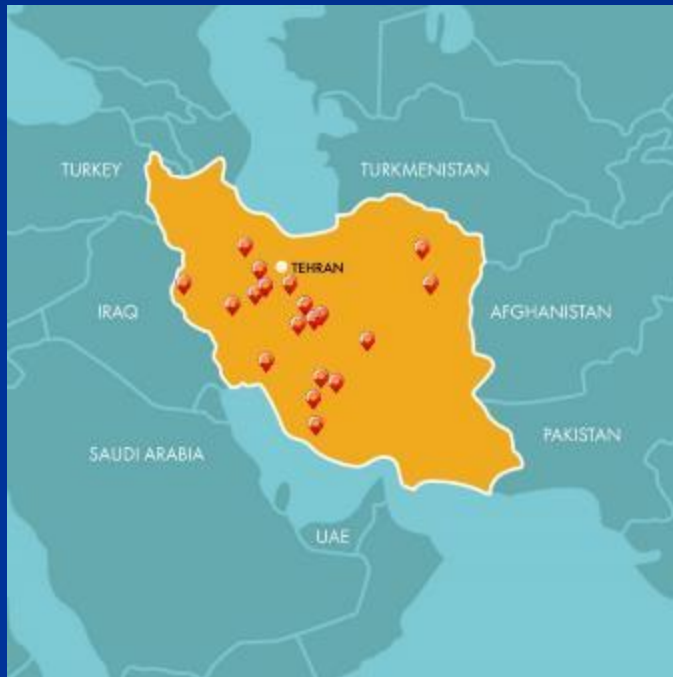 TURKEY
TURKMENISTAN
TEHRAN
IRAQ
AFGHANISTAN
PAKISTAN
SAUDI ARABIA
UAE